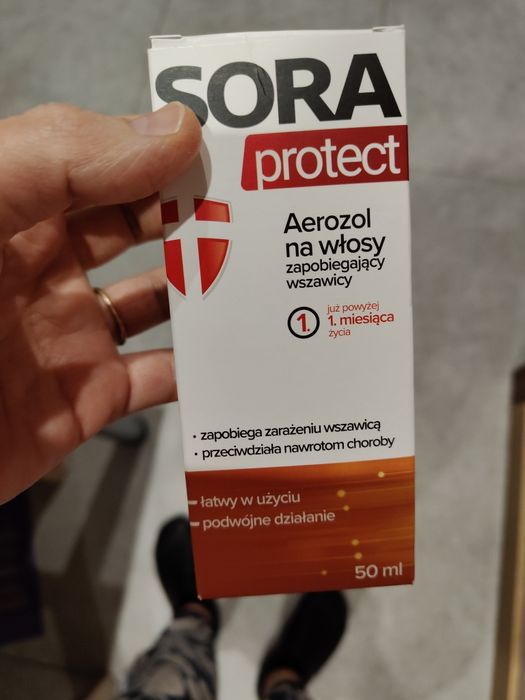 SORA
protect
Aerozol
na włosy
zapobiegający
wszawicy
1.
już powyżej
1. miesiąca
życia
· zapobiega zarażeniu wszawicą
· przeciwdziała nawrotom choroby
- łatwy w użyciu
- podwójne działanie
50 ml